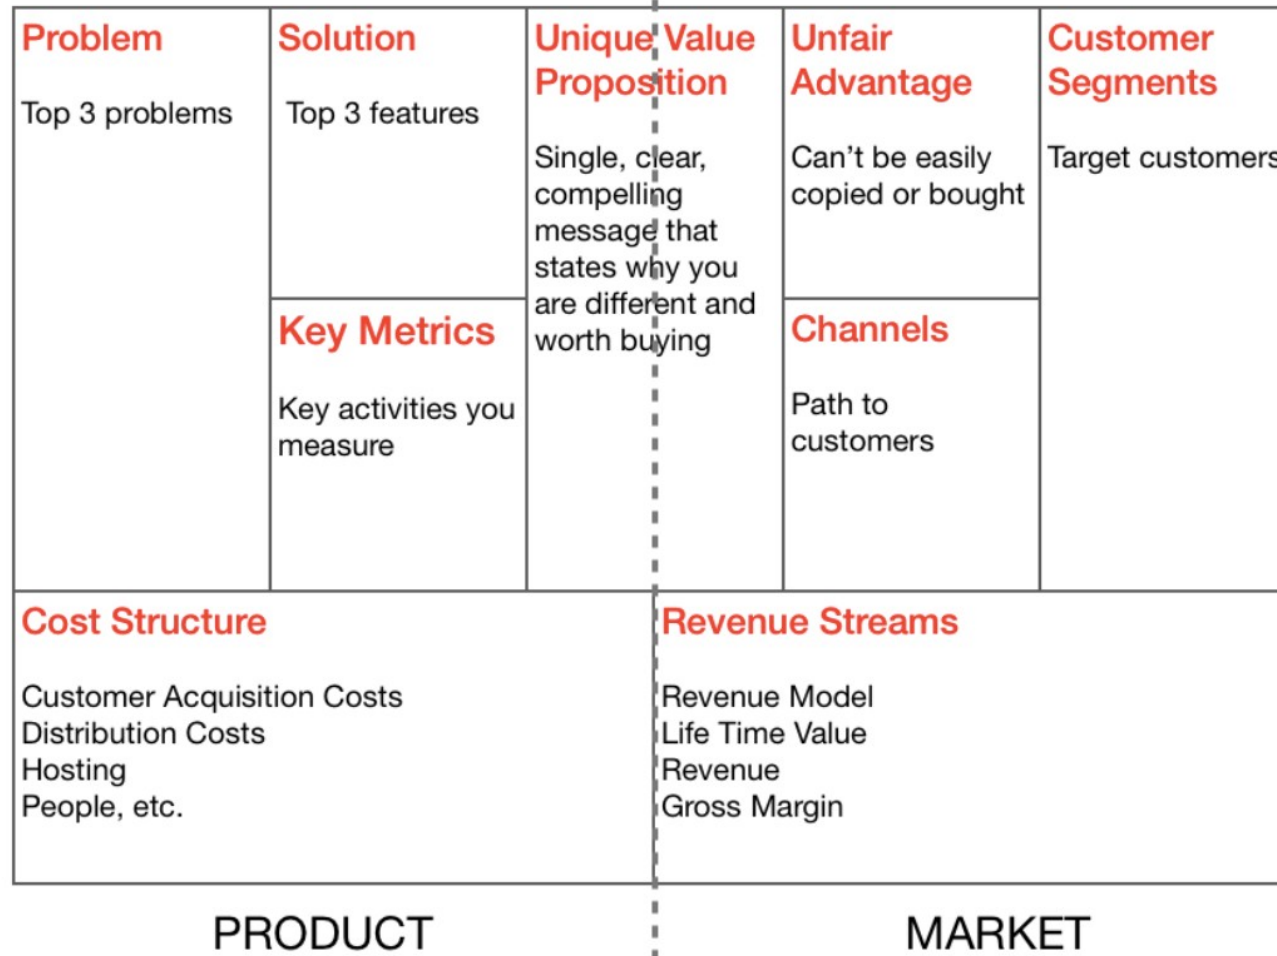 Problem
Top 3 problems
Solution
Top 3 features
Key Metrics
Key activities you
measure
Unique Value
Proposition
Single, clear,
compelling
message that
states why you
are different and
worth buying
Unfair
Advantage
Can't be easily
copied or bought
Channels
Path to
customers
Customer
Segments
Target customers
Cost Structure
Customer Acquisition Costs
Distribution Costs
Hosting
People, etc.
Revenue Streams
Revenue Model
Life Time Value
Revenue
Gross Margin
PRODUCT
MARKET